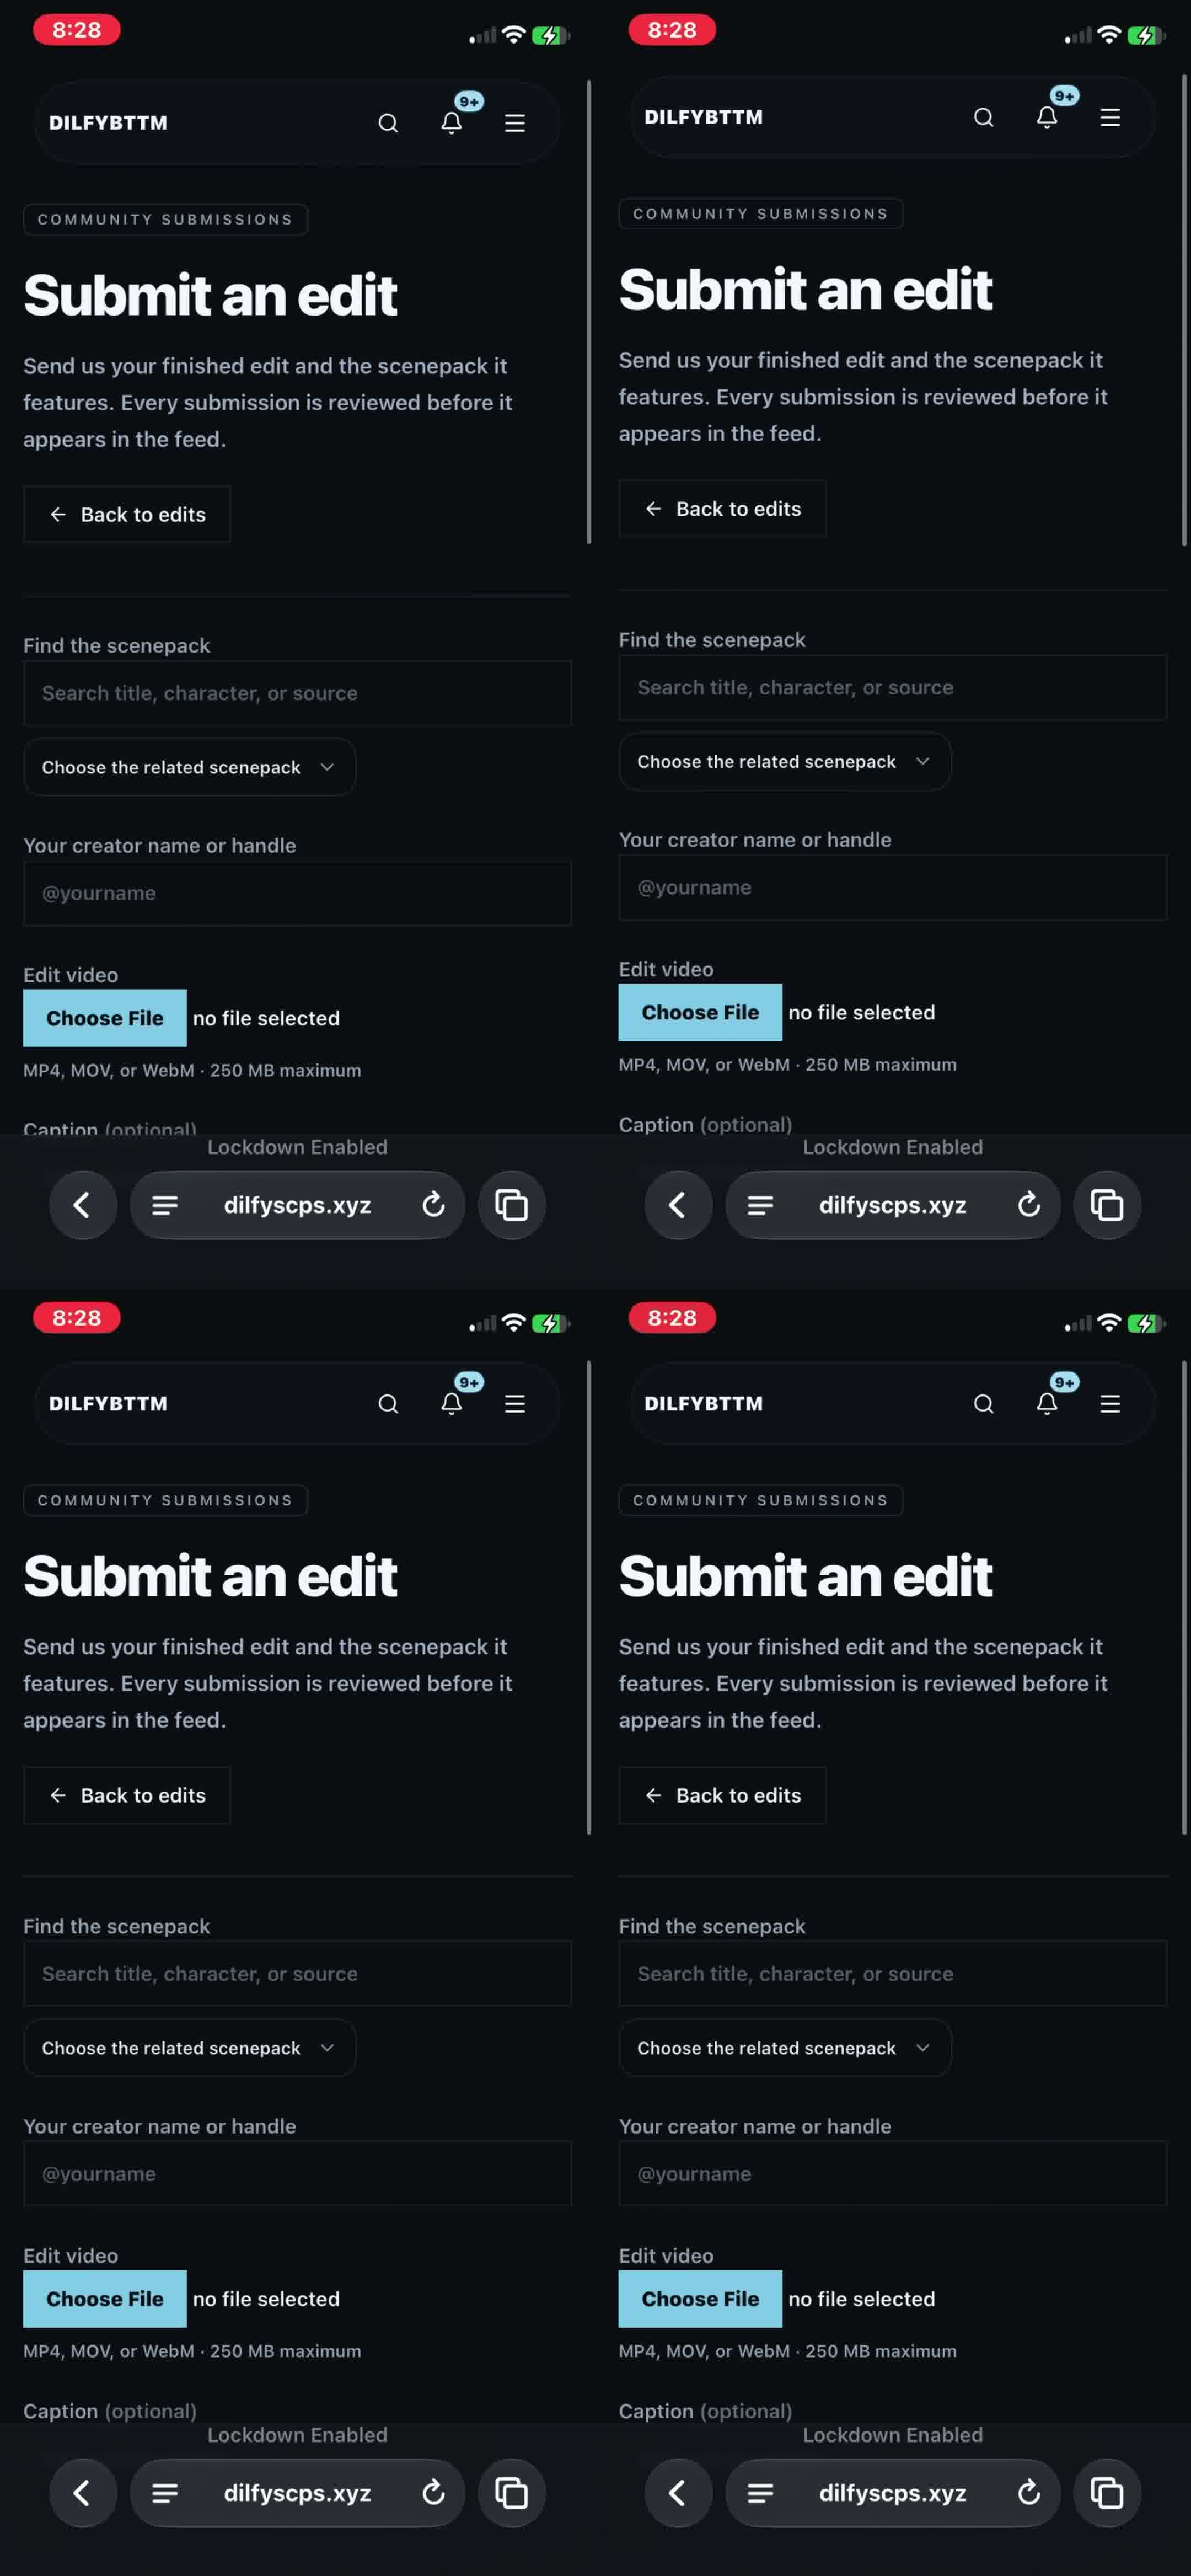 8:28
DILFYBTTM
9+
COMMUNITY SUBMISSIONS
Submit an edit
Send us your finished edit and the scenepack it
features. Every submission is reviewed before it
appears in the feed.
← Back to edits
Find the scenepack
Search title, character, or source
Choose the related scenepack
Your creator name or handle
@yourname
Edit video
Choose File no file selected
MP4, MOV, or WebM · 250 MB maximum
Caption (optional)
Lockdown Enabled
dilfyscps.xyz
8:28
DILFYBTTM
9+
COMMUNITY SUBMISSIONS
Submit an edit
Send us your finished edit and the scenepack it
features. Every submission is reviewed before it
appears in the feed.
← Back to edits
Find the scenepack
Search title, character, or source
Choose the related scenepack
Your creator name or handle
@yourname
Edit video
Choose File no file selected
MP4, MOV, or WebM · 250 MB maximum
Caption (optional)
Lockdown Enabled
dilfyscps.xyz
8:28
DILFYBTTM
9+
COMMUNITY SUBMISSIONS
Submit an edit
Send us your finished edit and the scenepack it
features. Every submission is reviewed before it
appears in the feed.
← Back to edits
Find the scenepack
Search title, character, or source
Choose the related scenepack
Your creator name or handle
@yourname
Edit video
Choose File no file selected
MP4, MOV, or WebM · 250 MB maximum
Caption (optional)
Lockdown Enabled
dilfyscps.xyz
8:28
DILFYBTTM
9+
COMMUNITY SUBMISSIONS
Submit an edit
Send us your finished edit and the scenepack it
features. Every submission is reviewed before it
appears in the feed.
← Back to edits
Find the scenepack
Search title, character, or source
Choose the related scenepack
Your creator name or handle
@yourname
Edit video
Choose File no file selected
MP4, MOV, or WebM · 250 MB maximum
Caption (optional)
Lockdown Enabled
dilfyscps.xyz